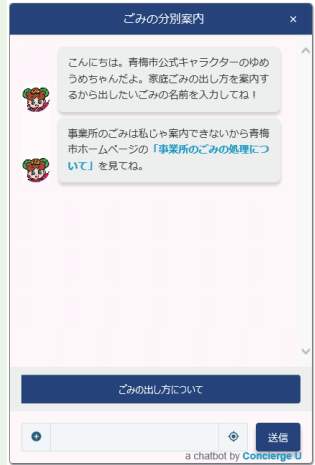 ごみの分別案内
×
こんにちは。青梅市公式キャラクターのゆめ
うめちゃんだよ。家庭ごみの出し方を案内す
るから出したいごみの名前を入力してね！
事業所のごみは私じゃ案内できないから青梅
市ホームページの「事業所のごみの処理につ
いて」を見てね。
ごみの出し方について
送信
a chatbot by Concierge U